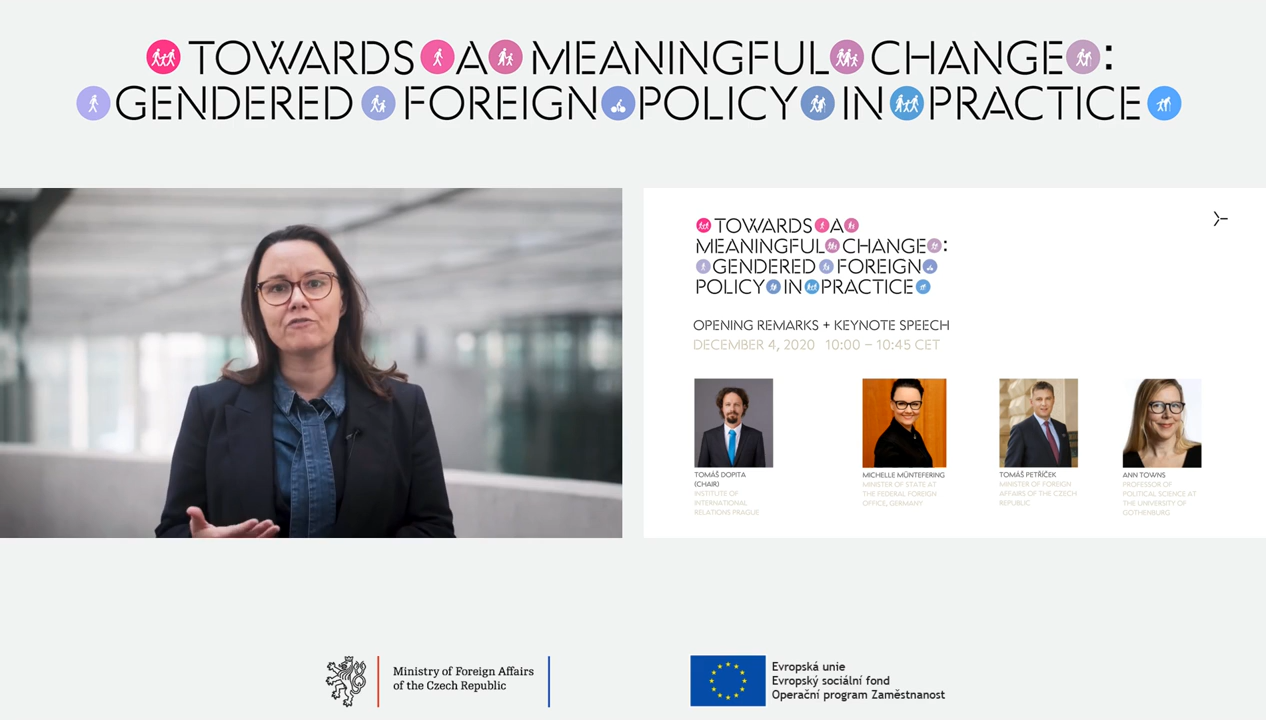 TOWARDS A MEANINGFUL CHANGE:
GENDERED FOREIGN POLICY IN PRACTICE
TOWARDS A
MEANINGFUL CHANGE:
GENDERED FOREIGN
POLICY IN PRACTICE
OPENING REMARKS + KEYNOTE SPEECH
DECEMBER 4, 2020 10:00 – 10:45 CET
TOMÁŠ DOPITA
(CHAIR)
INSTITUTE OF
INTERNATIONAL
RELATIONS PRAGUE
MICHELLE MÜNTEFERING
MINISTER OF STATE AT
THE FEDERAL FOREIGN
OFFICE, GERMANY
TOMÁŠ PETŘÍČEK
MINISTER OF FOREIGN
AFFAIRS OF THE CZECH
REPUBLIC
ANN TOWNS
PROFESSOR OF
POLITICAL SCIENCE AT
THE UNIVERSITY OF
GOTHENBURG
Ministry of Foreign Affairs
of the Czech Republic
Evropská unie
Evropský sociální fond
Operační program Zaměstnanost